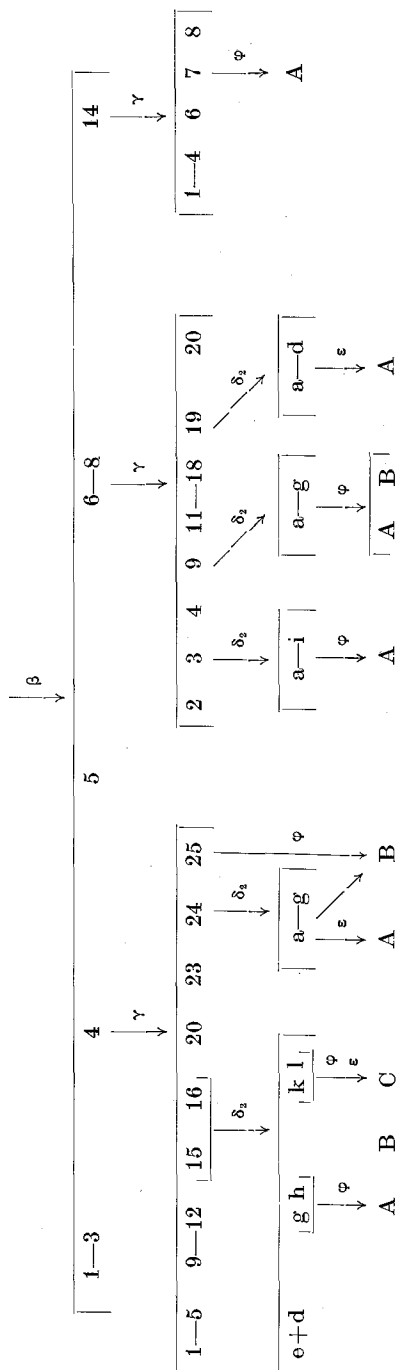 β
1—3 4 5 6—8 14
γ γ γ
1—5 9—12 15 16 20 23 24 25 2 3 4 9 11—18 19 20 1—4 6 7 8
δ₂ δ₂ φ δ₂ δ₂ δ₂ φ
e+d g h k l a—g a—i a—g a—d A
φ φ ε ε φ φ ε
A B C A B A A B A